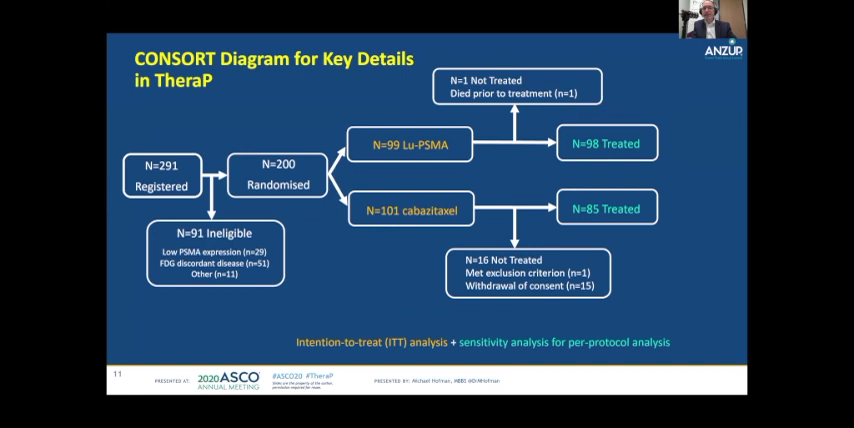 ANZUP
CONSORT Diagram for Key Details
in TheraP
N=1 Not Treated
Died prior to treatment (n=1)
N=99 Lu-PSMA
N=98 Treated
N=291
Registered
N=200
Randomised
N=101 cabazitaxel
N=85 Treated
N=91 Ineligible
Low PSMA expression (n=29)
FDG discordant disease (n=51)
Other (n=11)
N=16 Not Treated
Met exclusion criterion (n=1)
Withdrawal of consent (n=15)
Intention-to-treat (ITT) analysis + sensitivity analysis for per-protocol analysis
11
PRESENTED AT:
2020 ASCO
ANNUAL MEETING
#ASCO20 #TheraP
Slides are the property of the author,
permission required for reuse.
PRESENTED BY: Michael Hofman, MBBS @DrMHofman